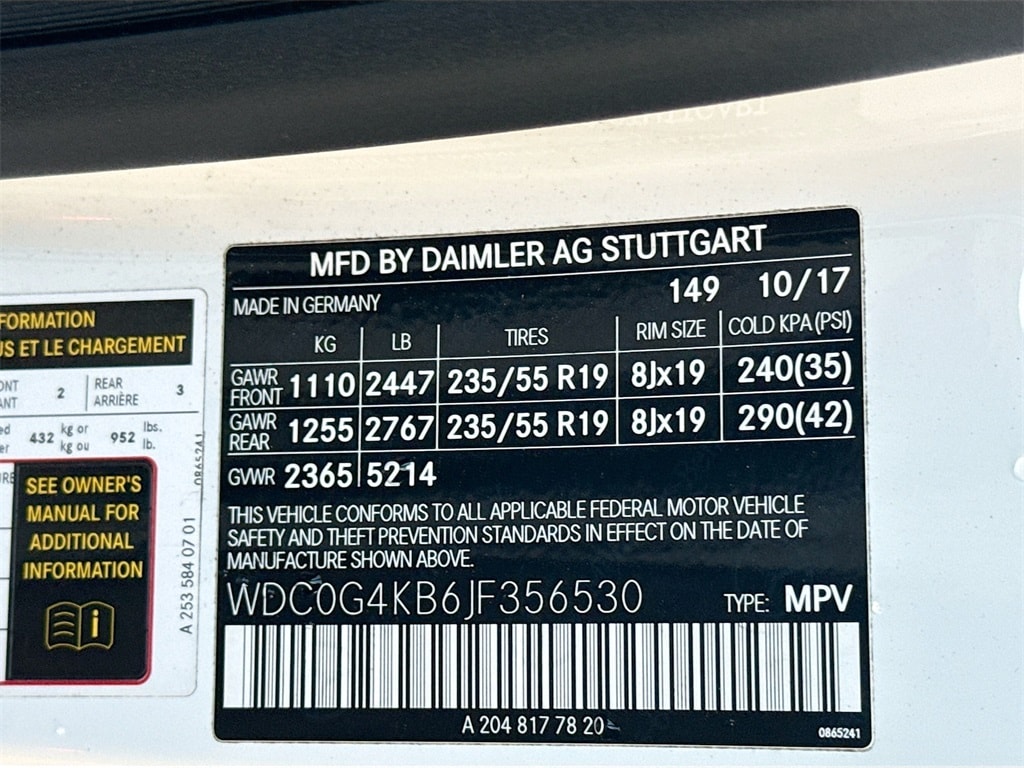 MFD BY DAIMLER AG STUTTGART
MADE IN GERMANY 149 10/17
KG LB TIRES RIM SIZE COLD KPA (PSI)
GAWR FRONT 1110 2447 235/55 R19 8Jx19 240(35)
GAWR REAR 1255 2767 235/55 R19 8Jx19 290(42)
GVWR 2365 5214
THIS VEHICLE CONFORMS TO ALL APPLICABLE FEDERAL MOTOR VEHICLE
SAFETY AND THEFT PREVENTION STANDARDS IN EFFECT ON THE DATE OF
MANUFACTURE SHOWN ABOVE.
WDC0G4KB6JF356530 TYPE: MPV
A 204 817 78 20
0865241
FORMATION
US ET LE CHARGEMENT
2 REAR ARRIÈRE 3
432 kg or kg ou 952 lbs. lb.
SEE OWNER'S
MANUAL FOR
ADDITIONAL
INFORMATION
i
A 253 584 07 01
0865241